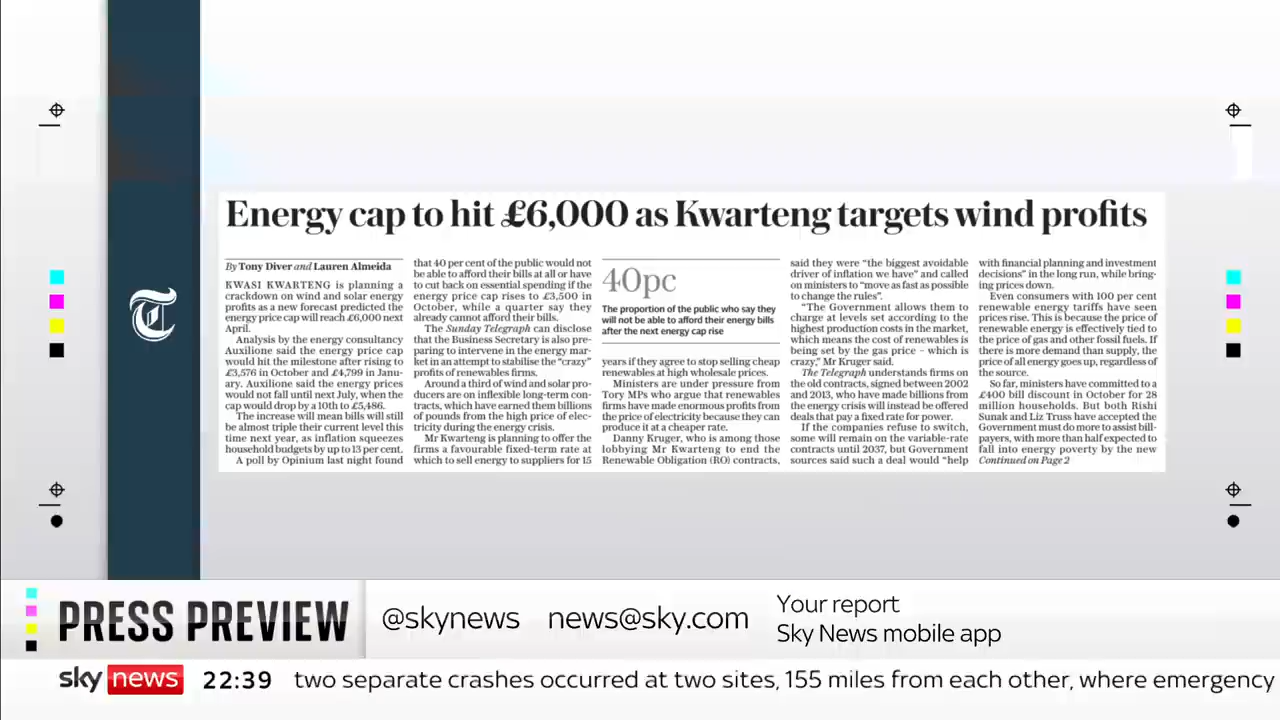 Energy cap to hit £6,000 as Kwarteng targets wind profits
By Tony Diver and Lauren Almeida
KWASI KWARTENG is planning a
crackdown on wind and solar energy
profits as a new forecast predicted the
energy price cap will reach £6,000 next
April.
Analysis by the energy consultancy
Auxilione said the energy price cap
would hit the milestone after rising to
£3,576 in October and £4,799 in Janu-
ary. Auxilione said the energy prices
would not fall until next July, when the
cap would drop by a 10th to £5,486.
The increase will mean bills will still
be almost triple their current level this
time next year, as inflation squeezes
household budgets by up to 13 per cent.
A poll by Opinium last night found
that 40 per cent of the public would not
be able to afford their bills at all or have
to cut back on essential spending if the
energy price cap rises to £3,500 in
October, while a quarter say they
already cannot afford their bills.
The Sunday Telegraph can disclose
that the Business Secretary is also pre-
paring to intervene in the energy mar-
ket in an attempt to stabilise the “crazy”
profits of renewables firms.
Around a third of wind and solar pro-
ducers are on inflexible long-term con-
tracts, which have earned them billions
of pounds from the high price of elec-
tricity during the energy crisis.
Mr Kwarteng is planning to offer the
firms a favourable fixed-term rate at
which to sell energy to suppliers for 15
40pc
The proportion of the public who say they
will not be able to afford their energy bills
after the next energy cap rise
years if they agree to stop selling cheap
renewables at high wholesale prices.
Ministers are under pressure from
Tory MPs who argue that renewables
firms have made enormous profits from
the price of electricity because they can
produce it at a cheaper rate.
Danny Kruger, who is among those
lobbying Mr Kwarteng to end the
Renewable Obligation (RO) contracts,
said they were “the biggest avoidable
driver of inflation we have” and called
on ministers to “move as fast as possible
to change the rules”.
“The Government allows them to
charge at levels set according to the
highest production costs in the market,
which means the cost of renewables is
being set by the gas price – which is
crazy,” Mr Kruger said.
The Telegraph understands firms on
the old contracts, signed between 2002
and 2013, who have made billions from
the energy crisis will instead be offered
deals that pay a fixed rate for power.
If the companies refuse to switch,
some will remain on the variable-rate
contracts until 2037, but Government
sources said such a deal would “help
with financial planning and investment
decisions” in the long run, while bring-
ing prices down.
Even consumers with 100 per cent
renewable energy tariffs have seen
prices rise. This is because the price of
renewable energy is effectively tied to
the price of gas and other fossil fuels. If
there is more demand than supply, the
price of all energy goes up, regardless of
the source.
So far, ministers have committed to a
£400 bill discount in October for 28
million households. But both Rishi
Sunak and Liz Truss have accepted the
Government must do more to assist bill-
payers, with more than half expected to
fall into energy poverty by the new
Continued on Page 2
T
PRESS PREVIEW
@skynews news@sky.com
Your report
Sky News mobile app
sky news 22:39 two separate crashes occurred at two sites, 155 miles from each other, where emergency